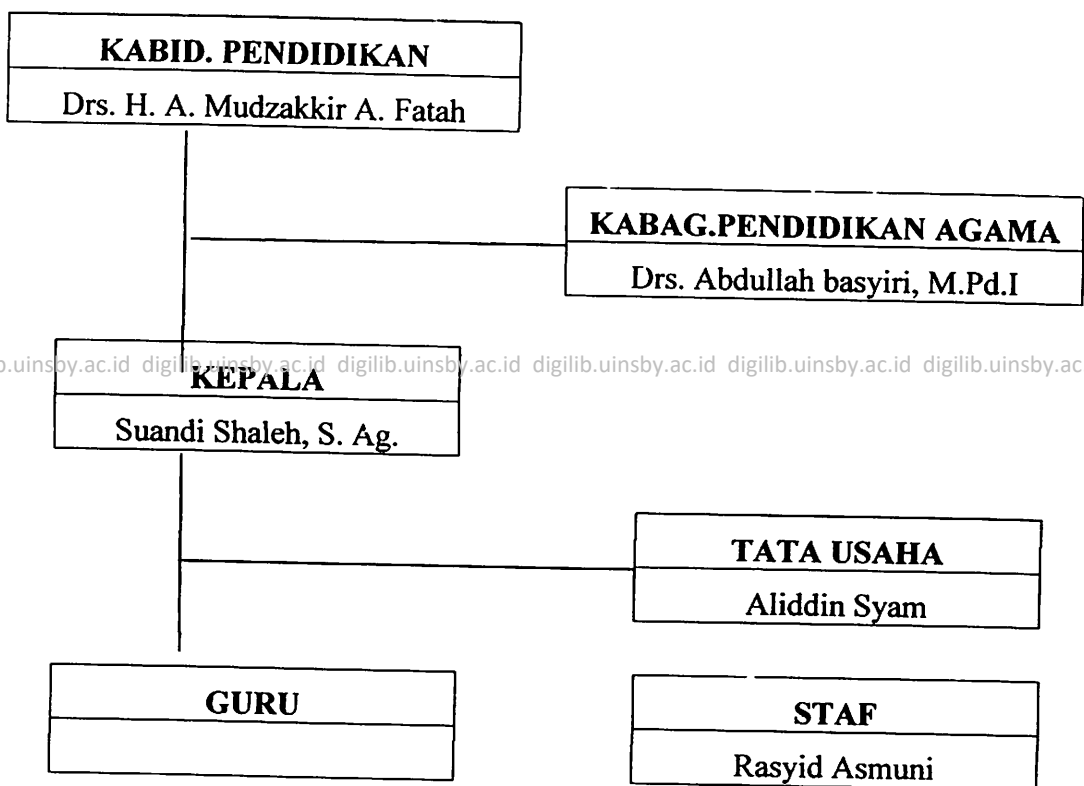 KABID. PENDIDIKAN
Drs. H. A. Mudzakkir A. Fatah
KABAG.PENDIDIKAN AGAMA
Drs. Abdullah basyiri, M.Pd.I
b.uinsby.ac.id digilib.uinsby.ac.id digilib.uinsby.ac.id digilib.uinsby.ac.id digilib.uinsby.ac.id digilib.uinsby.ac
KEPALA
Suandi Shaleh, S. Ag.
TATA USAHA
Aliddin Syam
GURU
STAF
Rasyid Asmuni